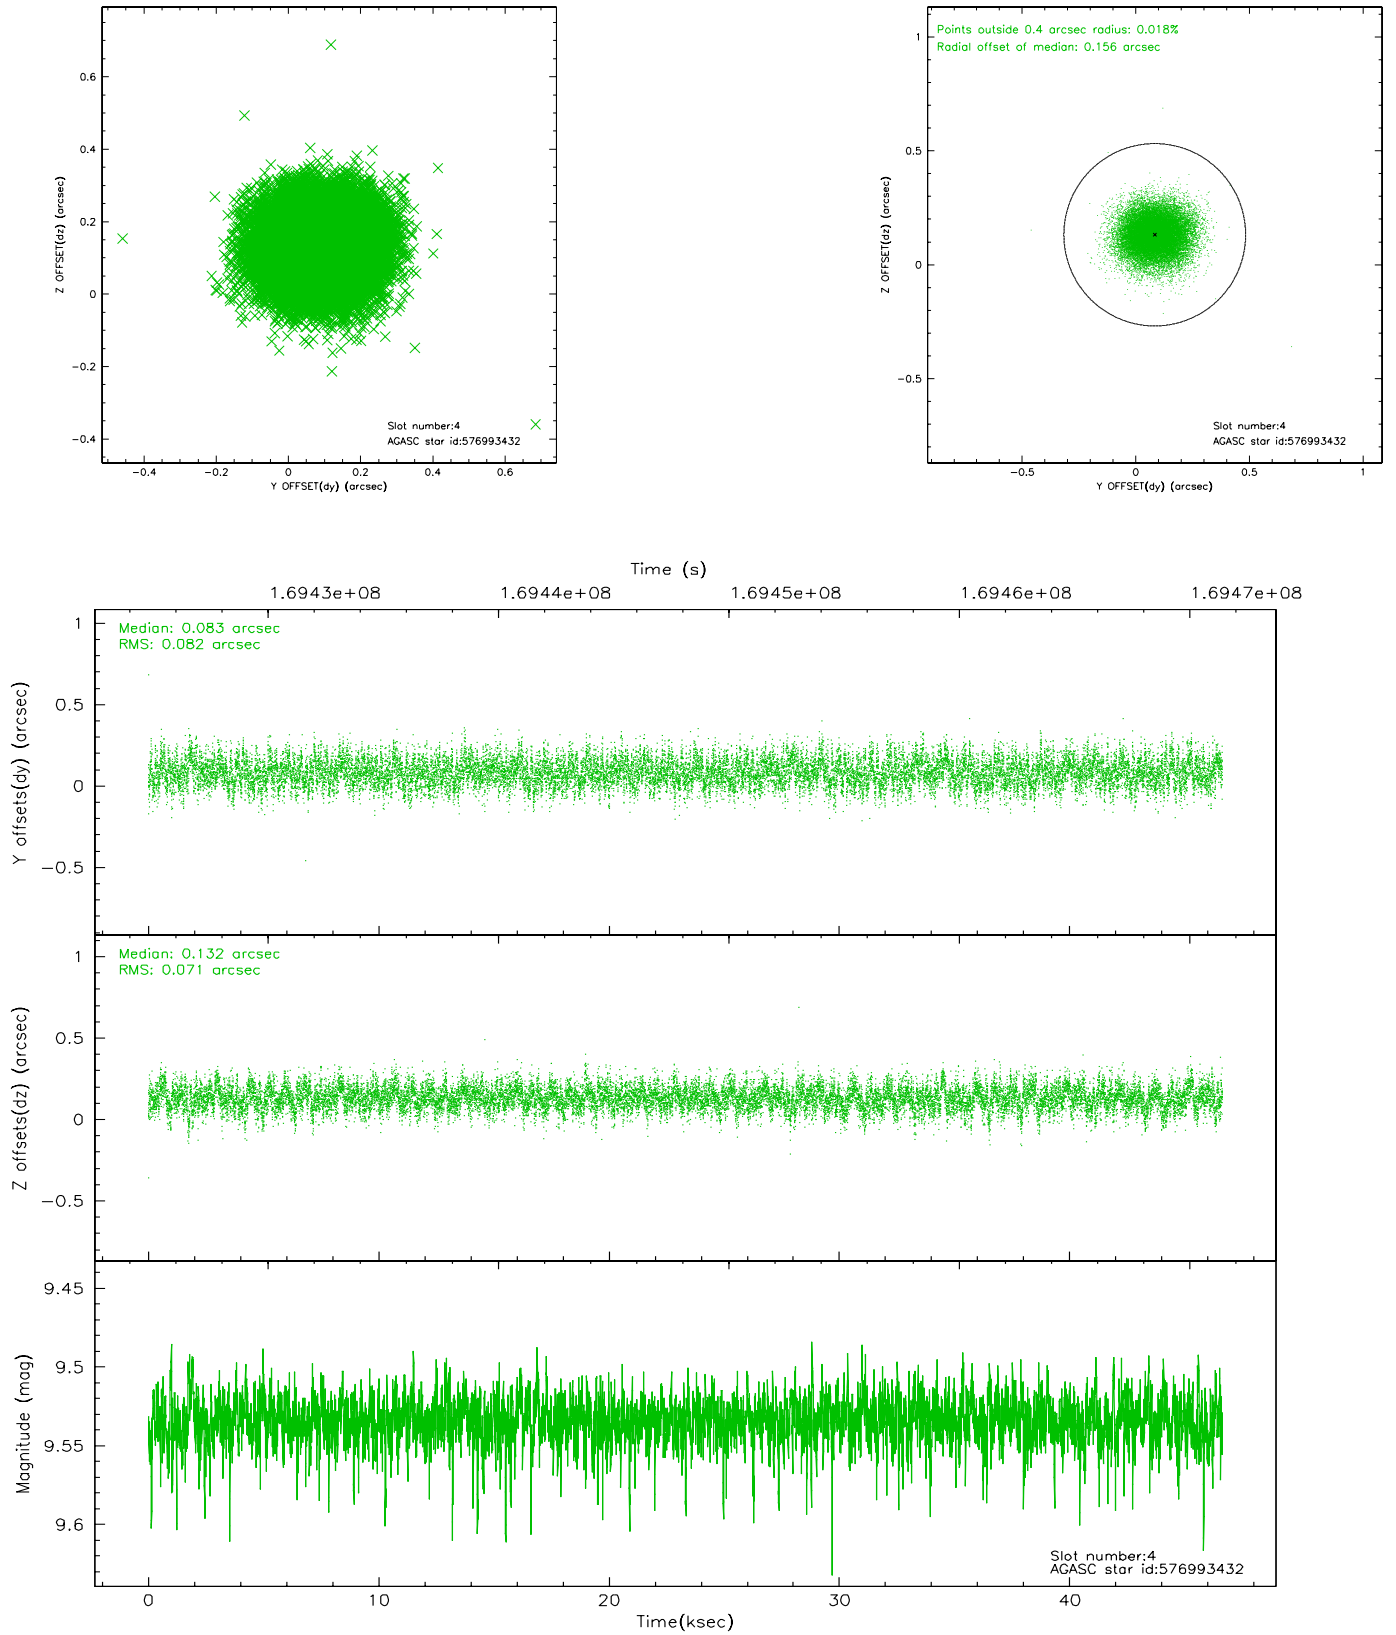 0.6
0.4
0.2
0
−0.2
−0.4
Z OFFSET(dz) (arcsec)
Slot number:4
AGASC star id:576993432
−0.4
−0.2
0
0.2
0.4
0.6
Y OFFSET(dy) (arcsec)
Points outside 0.4 arcsec radius: 0.018%
Radial offset of median: 0.156 arcsec
1
0.5
0
−0.5
Z OFFSET(dz) (arcsec)
Slot number:4
AGASC star id:576993432
−0.5
0
0.5
1
Y OFFSET(dy) (arcsec)
Time (s)
1.6943e+08
1.6944e+08
1.6945e+08
1.6946e+08
1.6947e+08
Median: 0.083 arcsec
RMS: 0.082 arcsec
1
0.5
0
−0.5
Y offsets(dy) (arcsec)
Median: 0.132 arcsec
RMS: 0.071 arcsec
1
0.5
0
−0.5
Z offsets(dz) (arcsec)
9.45
9.5
9.55
9.6
Magnitude (mag)
Slot number:4
AGASC star id:576993432
0
10
20
30
40
Time(ksec)